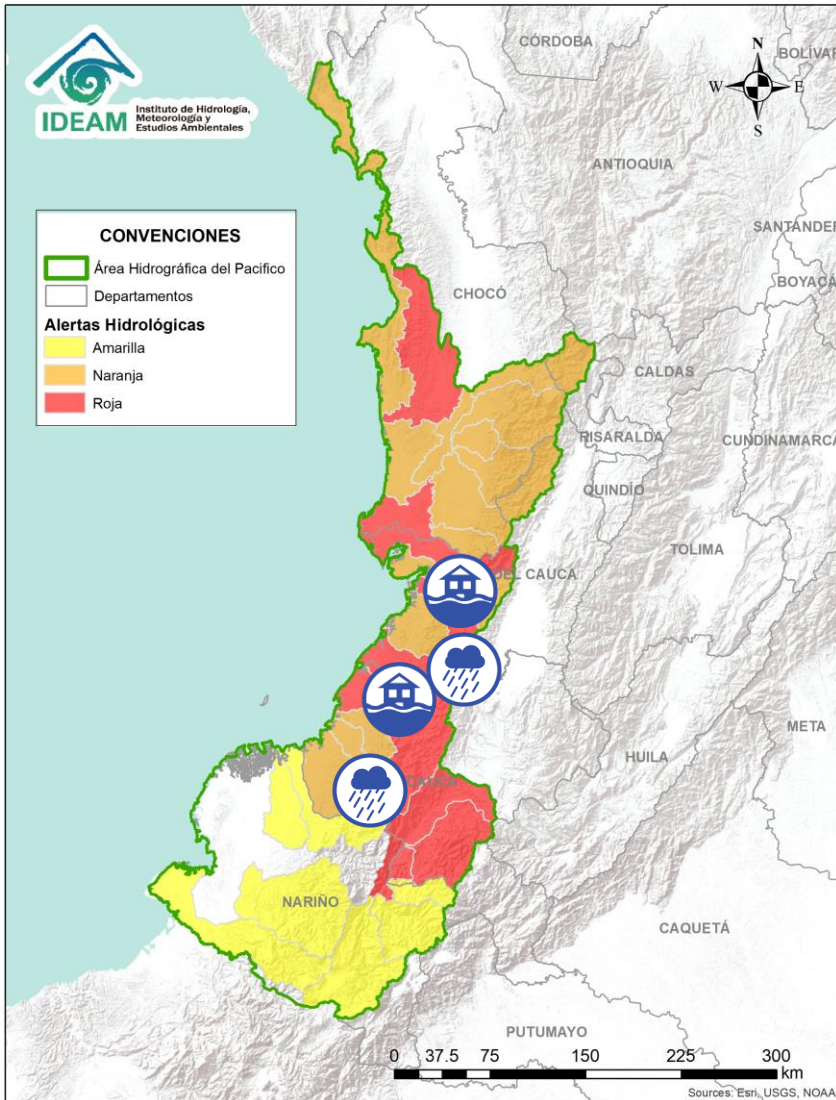 IDEAM
Instituto de Hidrología,
Meteorología y
Estudios Ambientales
N
W
E
S
CÓRDOBA
BOLÍVAR
ANTIOQUIA
SANTANDER
BOYACÁ
CHOCÓ
CONVENCIONES
Área Hidrográfica del Pacifico
Departamentos
Alertas Hidrológicas
Amarilla
Naranja
Roja
CALDAS
RISARALDA
CUNDINAMARCA
QUINDÍO
TOLIMA
DEL CAUCA
META
HUILA
CAUCA
NARIÑO
CAQUETÁ
PUTUMAYO
0 37.5 75 150 225 300
km
Sources: Esri, USGS, NOAA